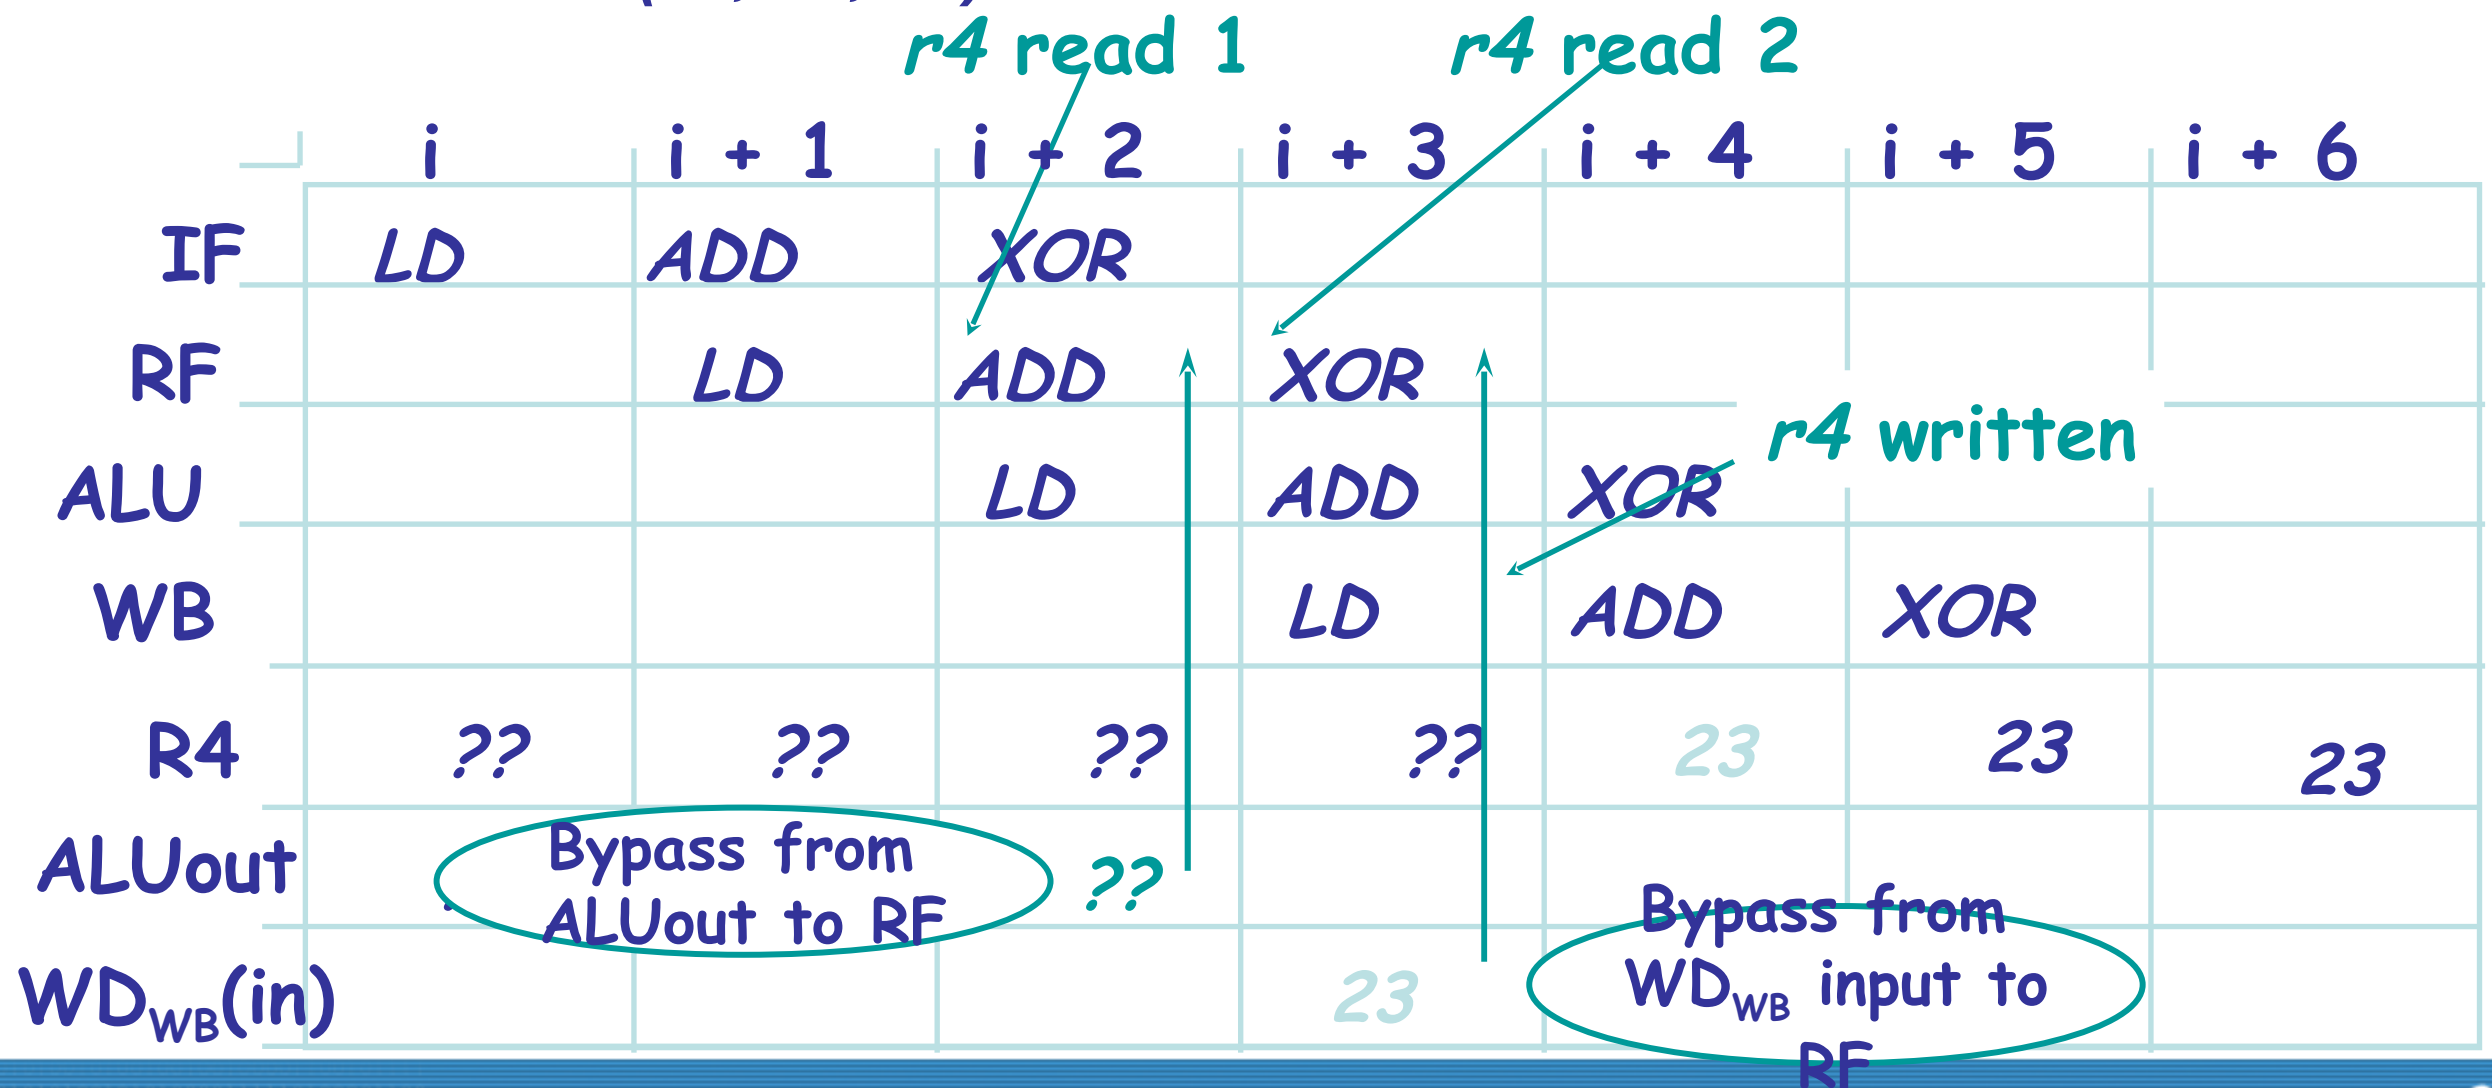 r4 read 1 r4 read 2
i i + 1 i + 2 i + 3 i + 4 i + 5 i + 6
IF LD ADD XOR
RF LD ADD XOR
r4 written
ALU LD ADD XOR
WB LD ADD XOR
R4 ?? ?? ?? ?? 23 23 23
ALUout ??
Bypass from
ALUout to RF
WDWB(in) 23
Bypass from
WDWB input to
RF